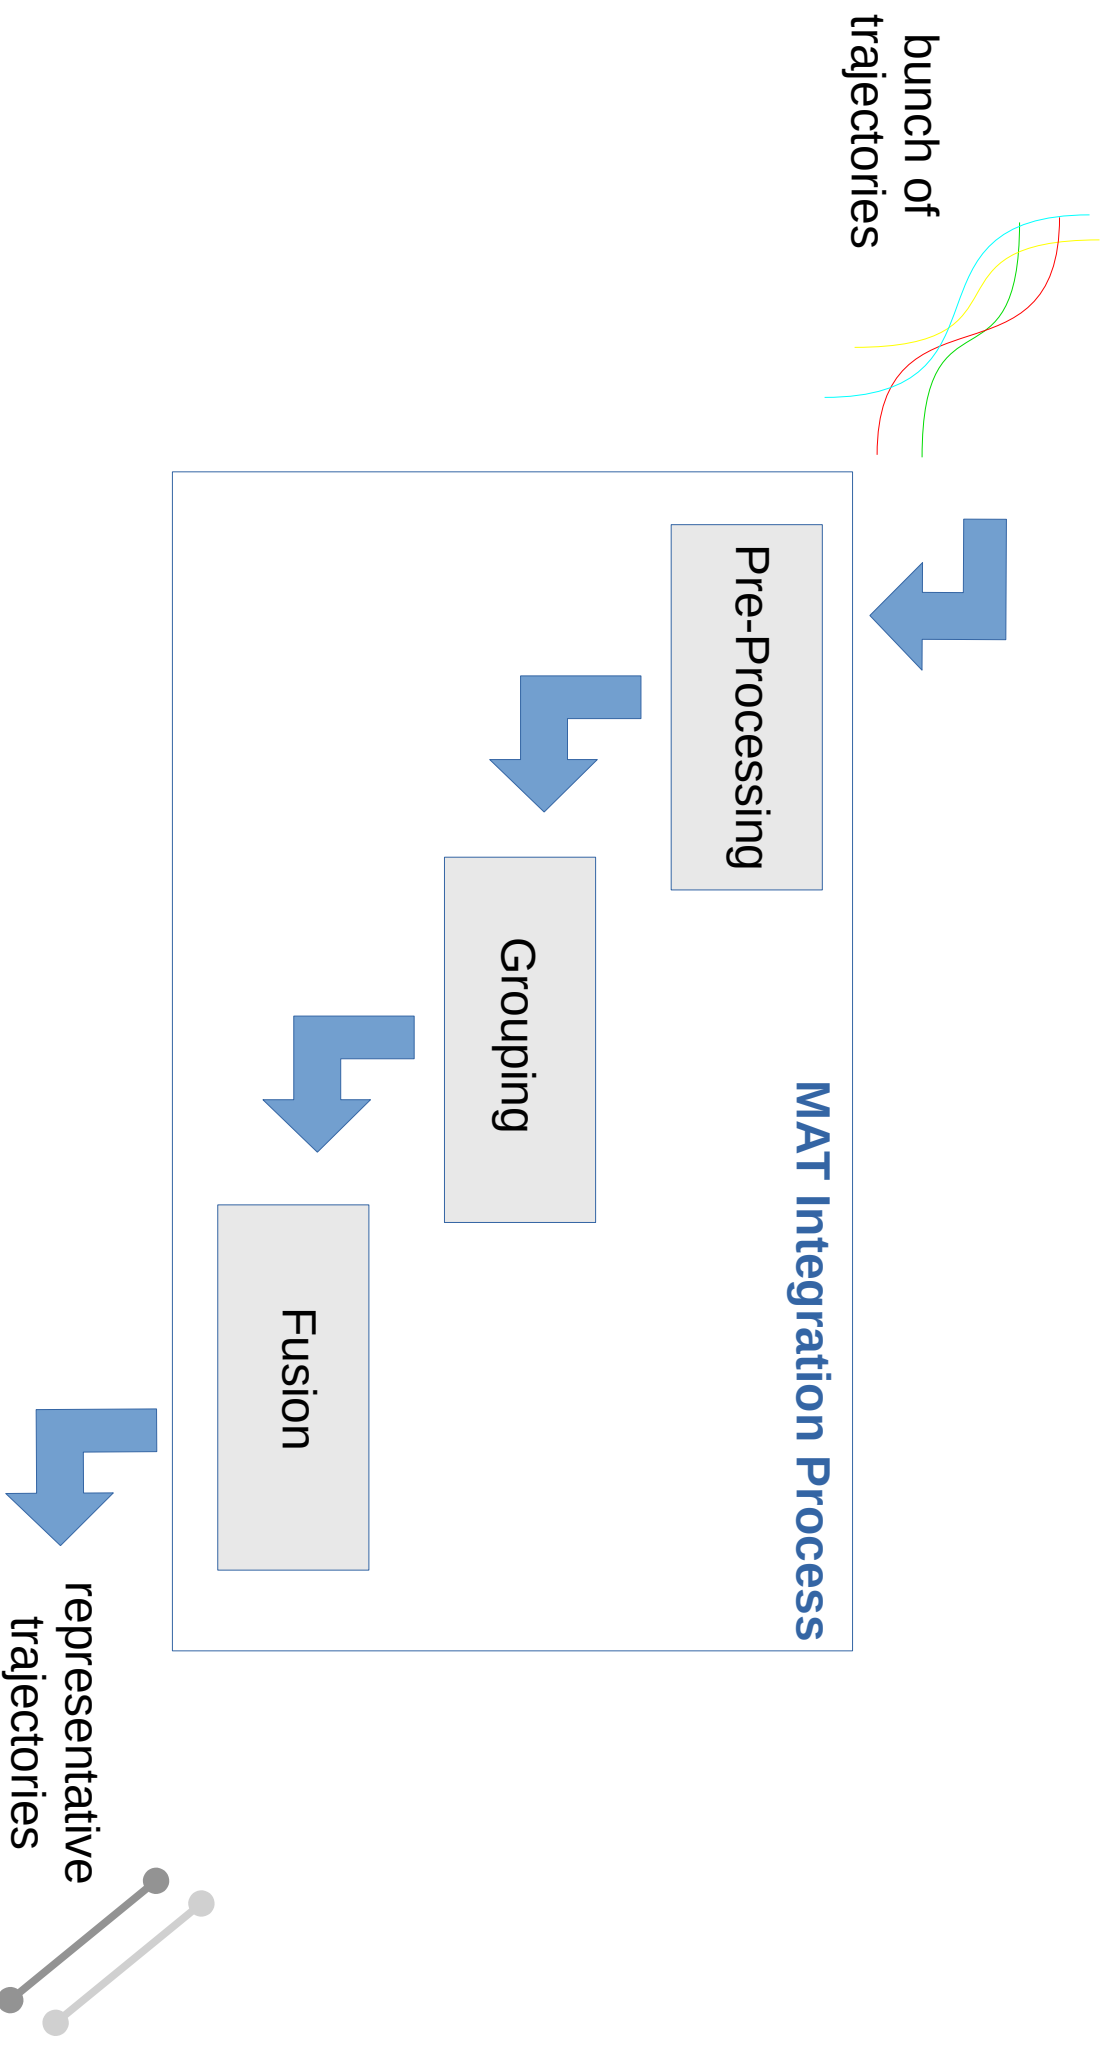 bunch of
trajectories
MAT Integration Process
Pre-Processing
Grouping
Fusion
representative
trajectories